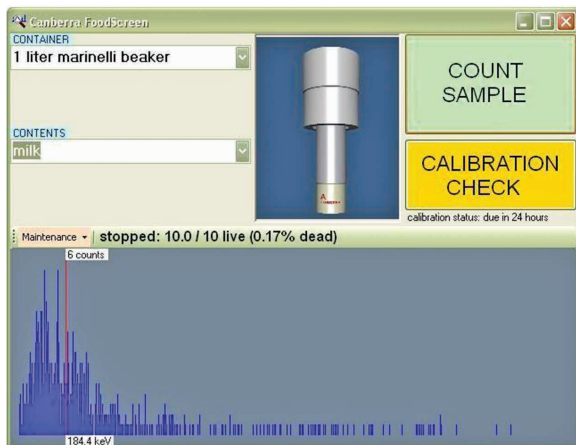 Canberra FoodScreen
CONTAINER
1 liter marinelli beaker
CONTENTS
milk
COUNT
SAMPLE
CALIBRATION
CHECK
calibration status: due in 24 hours
Maintenance
stopped: 10.0 / 10 live (0.17% dead)
6 counts
184.4 keV